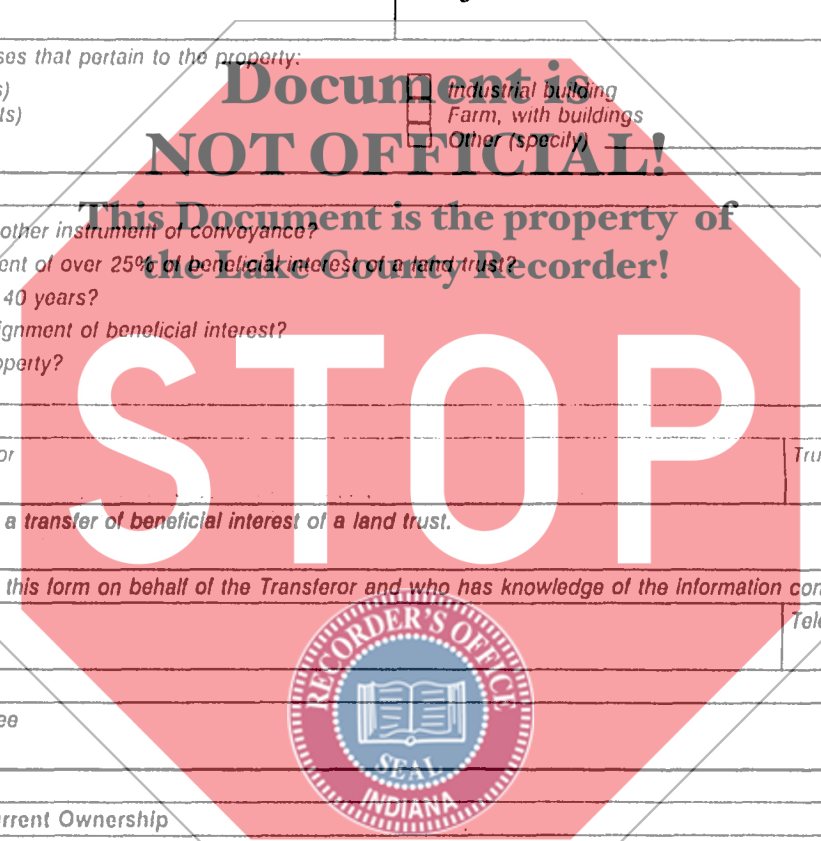 ses that pertain to the property:
Document is
s) Industrial building
ts) Farm, with buildings
Other (specify)
NOT OFFICIAL!
This Document is the property of
other instrument of conveyance?
ent of over 25% of beneficial interest of a land trust?
the Lake County Recorder!
40 years?
ignment of beneficial interest?
operty?
STOP
or Tru
a transfer of beneficial interest of a land trust.
this form on behalf of the Transferor and who has knowledge of the information con
Tele
RECORDER'S OFFICE
SEAL
INDIANA
ee
rrent Ownership